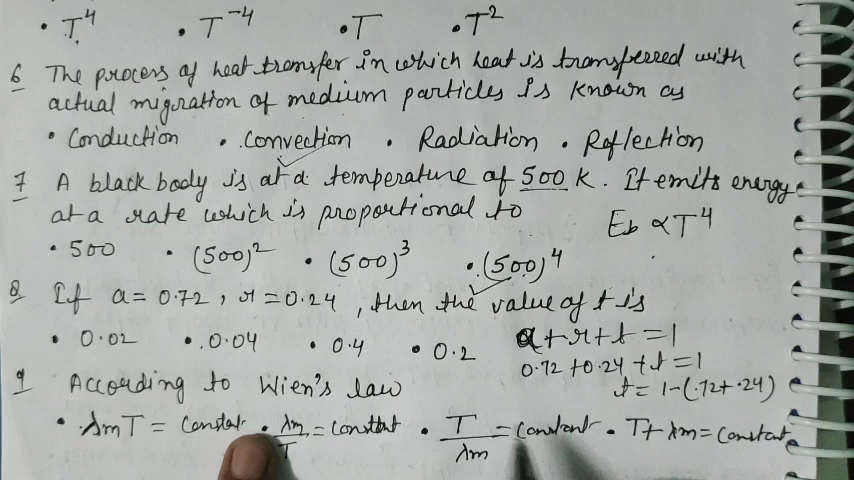 • T⁴ • T⁻⁴ • T • T²
6 The process of heat transfer in which heat is transferred with
actual migration of medium particles is known as
• Conduction • Convection • Radiation • Reflection
7 A black body is at a temperature of 500 K. It emits energy
at a rate which is proportional to
Eb ∝ T⁴
• 500 • (500)² • (500)³ • (500)⁴
8 If a = 0.72, r = 0.24, then the value of t is
• 0.02 • 0.04 • 0.4 • 0.2
a + r + t = 1
0.72 + 0.24 + t = 1
t = 1 - (.72 + .24)
9 According to Wien's law
• λmT = constant • λm/T = constant • T/λm = constant • T + λm = constant